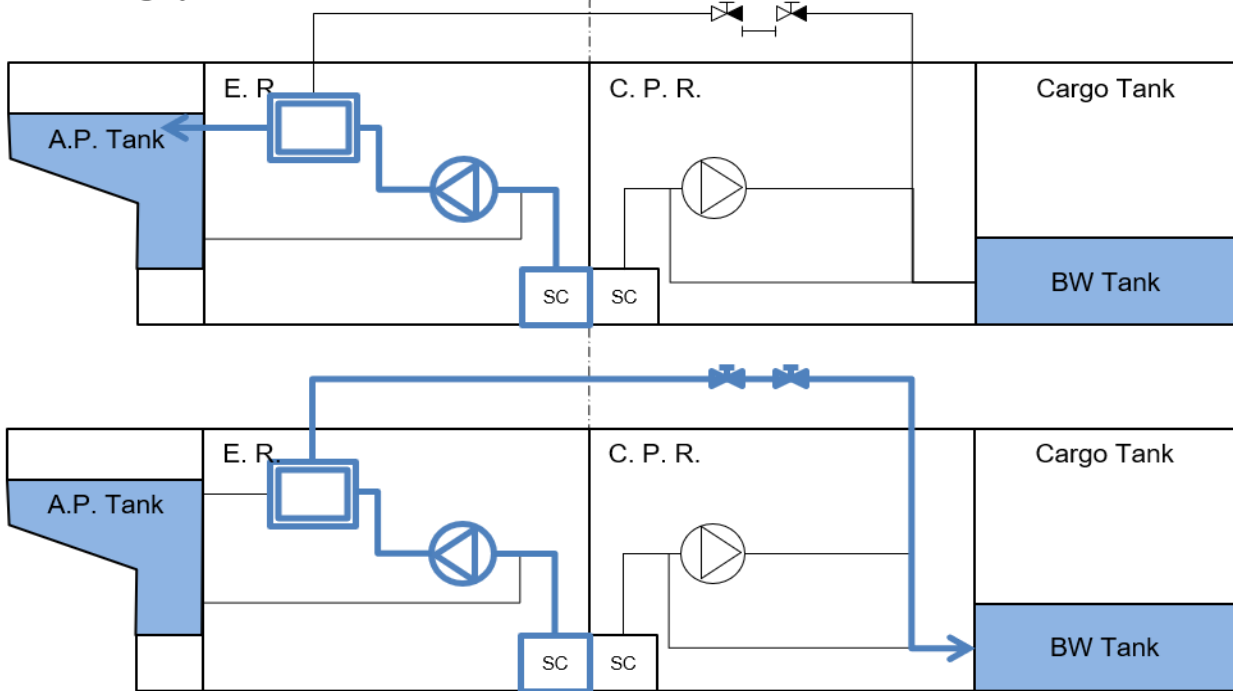 E. R.
C. P. R.
Cargo Tank
A.P. Tank
BW Tank
SC
SC
E. R.
C. P. R.
Cargo Tank
A.P. Tank
BW Tank
SC
SC